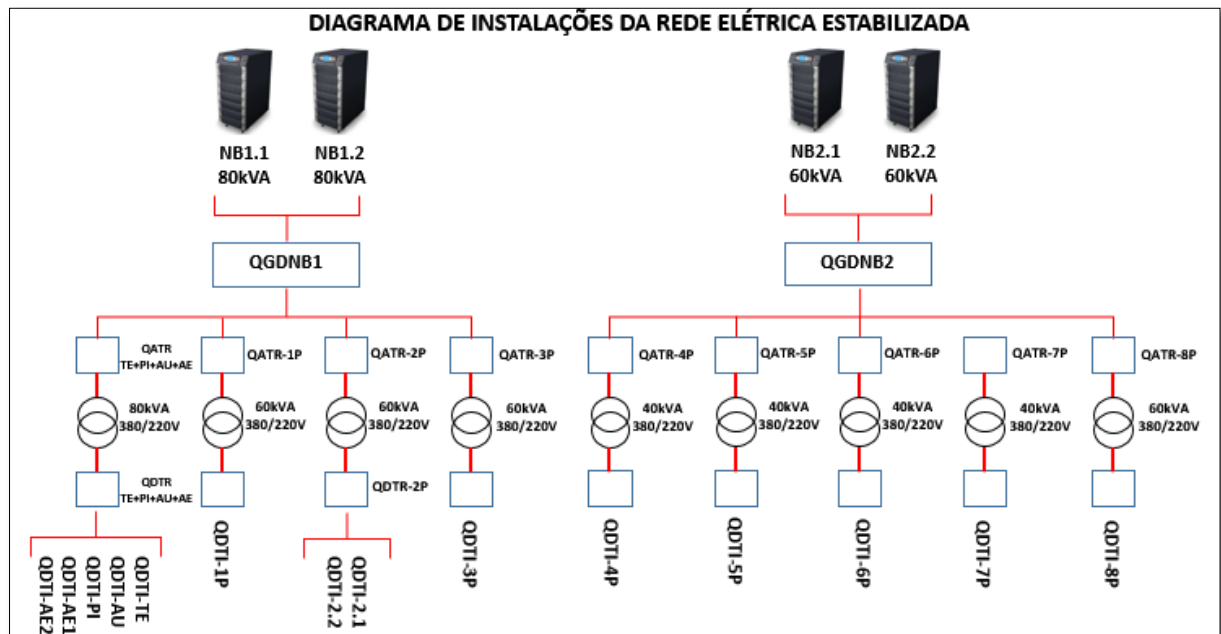 DIAGRAMA DE INSTALAÇÕES DA REDE ELÉTRICA ESTABILIZADA
NB1.1
80kVA
NB1.2
80kVA
NB2.1
60kVA
NB2.2
60kVA
QGDNB1
QGDNB2
QATR
TE+PI+AU+AE
QATR-1P
QATR-2P
QATR-3P
QATR-4P
QATR-5P
QATR-6P
QATR-7P
QATR-8P
80kVA
380/220V
60kVA
380/220V
60kVA
380/220V
60kVA
380/220V
40kVA
380/220V
40kVA
380/220V
40kVA
380/220V
40kVA
380/220V
60kVA
380/220V
QDTR
TE+PI+AU+AE
QDTR-2P
QDTI-AE2
QDTI-AE1
QDTI-PI
QDTI-AU
QDTI-TE
QDTI-1P
QDTI-2.2
QDTI-2.1
QDTI-3P
QDTI-4P
QDTI-5P
QDTI-6P
QDTI-7P
QDTI-8P